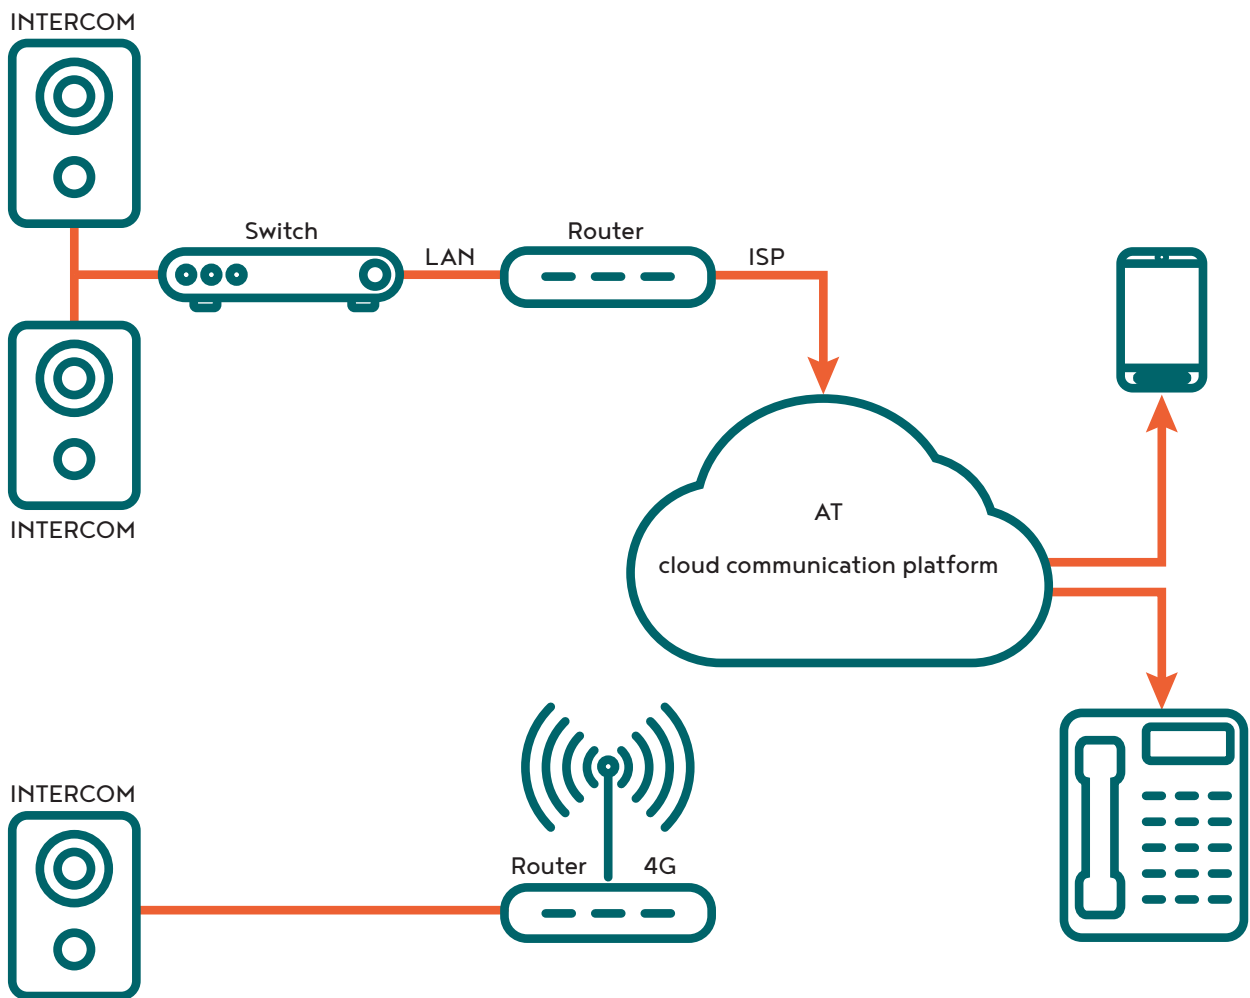 INTERCOM
Switch
LAN
Router
ISP
INTERCOM
AT
cloud communication platform
INTERCOM
Router
4G